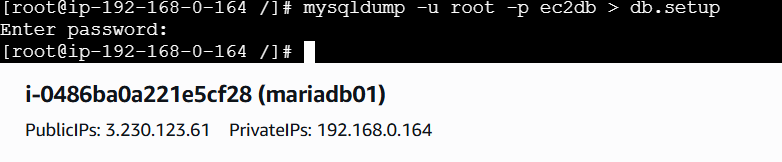 [root@ip-192-168-0-164 /]# mysqldump -u root -p ec2db > db.setup
Enter password:
[root@ip-192-168-0-164 /]#
i-0486ba0a221e5cf28 (mariadb01)
PublicIPs: 3.230.123.61 PrivateIPs: 192.168.0.164